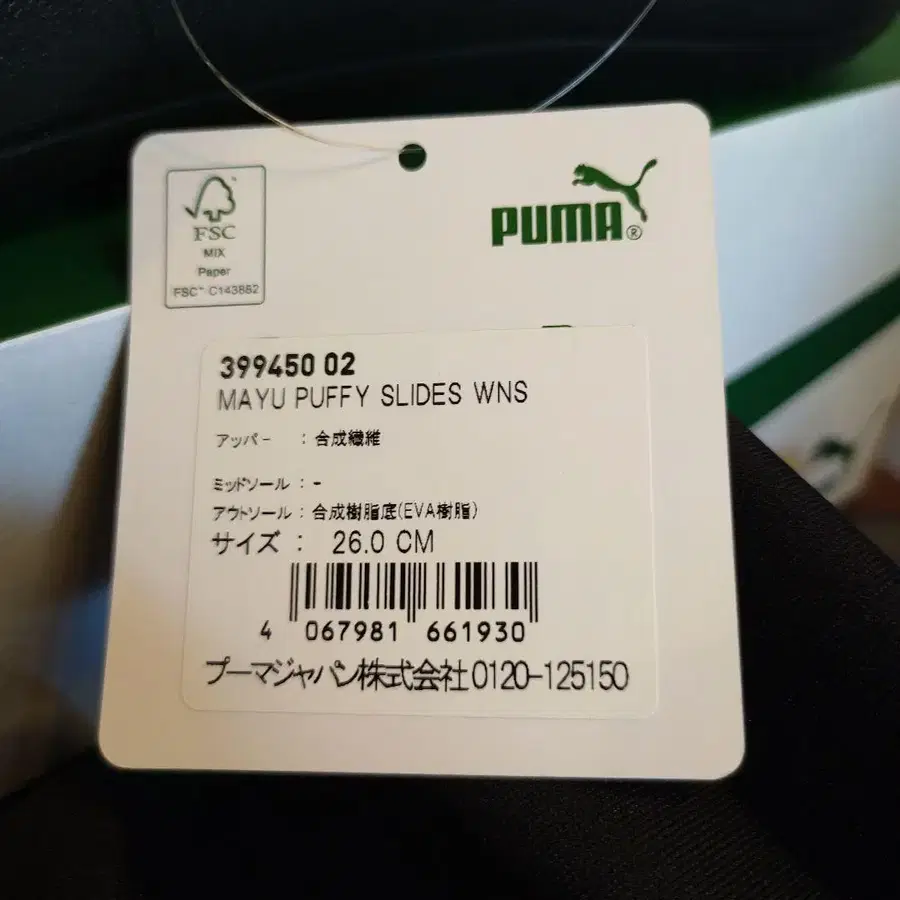 FSC
MIX
Paper
FSC™ C143882
PUMA®
399450 02
MAYU PUFFY SLIDES WNS
アッパー : 合成繊維
ミッドソール : -
アウトソール : 合成樹脂底(EVA樹脂)
サイズ : 26.0 CM
4 067981 661930
プーマジャパン株式会社0120-125150